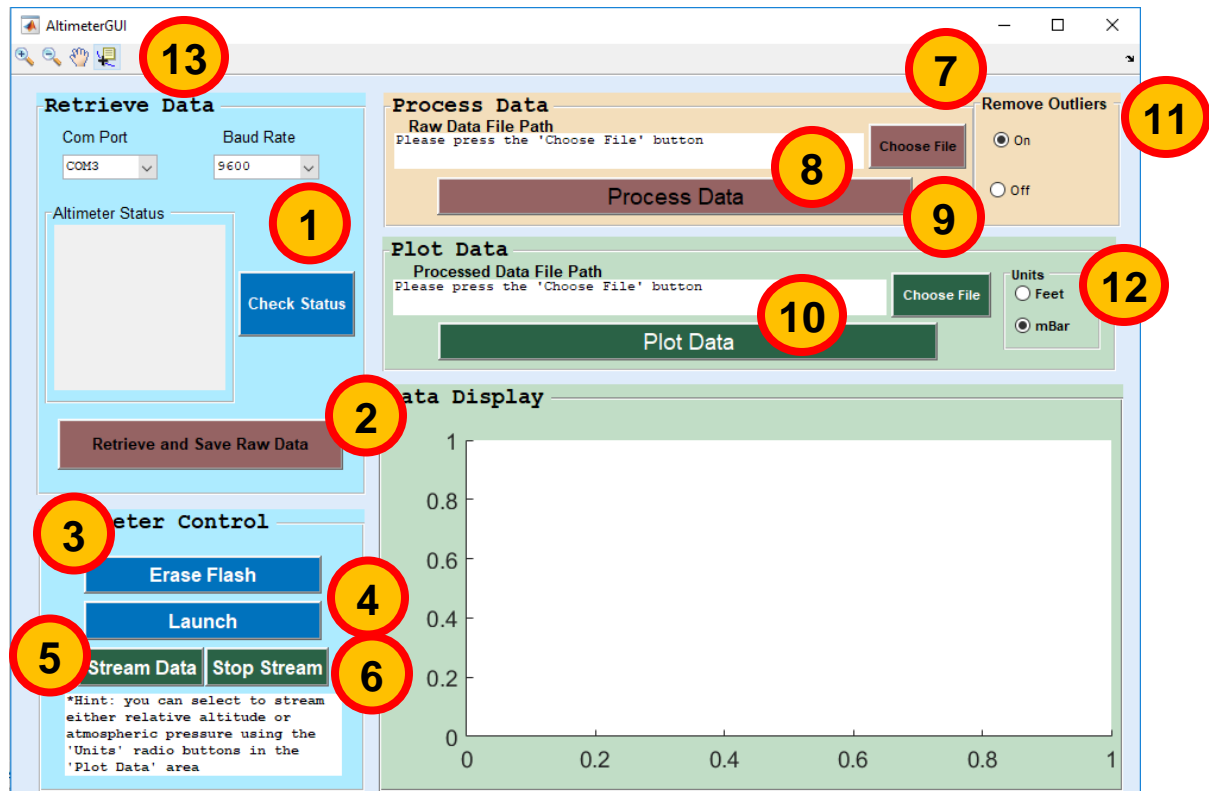 AltimeterGUI
13
7
Retrieve Data
Com Port
Baud Rate
COM3
9600
1
Altimeter Status
Check Status
2
Retrieve and Save Raw Data
3
eter Control
Erase Flash
4
Launch
5
Stream Data
Stop Stream
6
*Hint: you can select to stream
either relative altitude or
atmospheric pressure using the
'Units' radio buttons in the
'Plot Data' area
Process Data
Raw Data File Path
Please press the 'Choose File' button
8
Choose File
Process Data
9
Remove Outliers
11
On
Off
Plot Data
Processed Data File Path
Please press the 'Choose File' button
10
Choose File
Plot Data
Units
12
Feet
mBar
ata Display
1
0.8
0.6
0.4
0.2
0
0
0.2
0.4
0.6
0.8
1